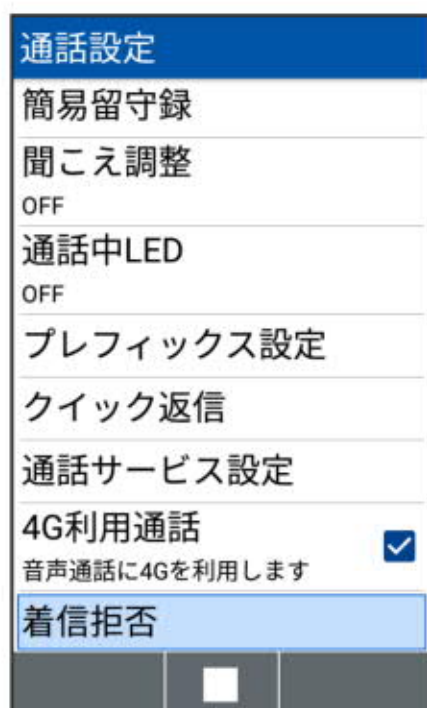 通話設定
簡易留守録
聞こえ調整
OFF
通話中LED
OFF
プレフィックス設定
クイック返信
通話サービス設定
4G利用通話
音声通話に4Gを利用します
着信拒否